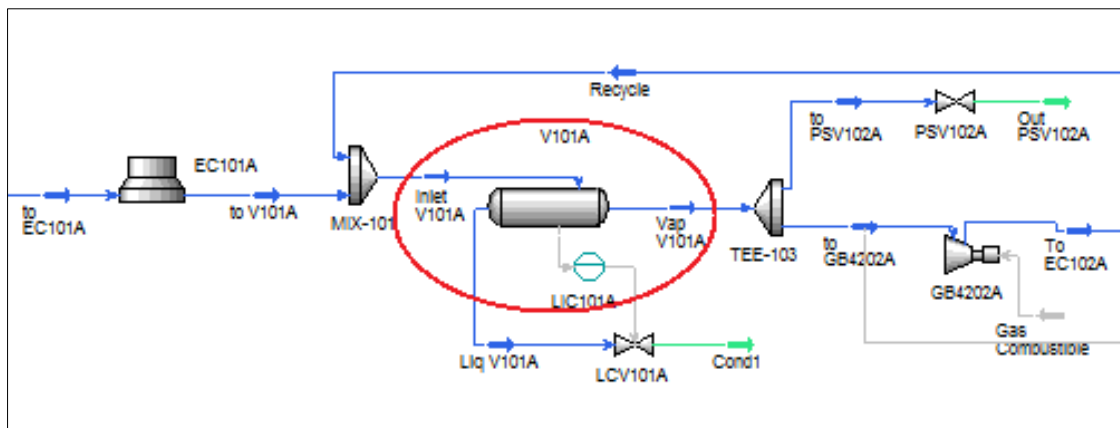 Recycle
to
PSV102A
PSV102A
Out
PSV102A
V101A
EC101A
to
EC101A
to V101A
MIX-101
Inlet
V101A
Vap
V101A
TEE-103
to
GB4202A
GB4202A
To
EC102A
LIC101A
Gas
Combustible
Liq V101A
LCV101A
Cond1